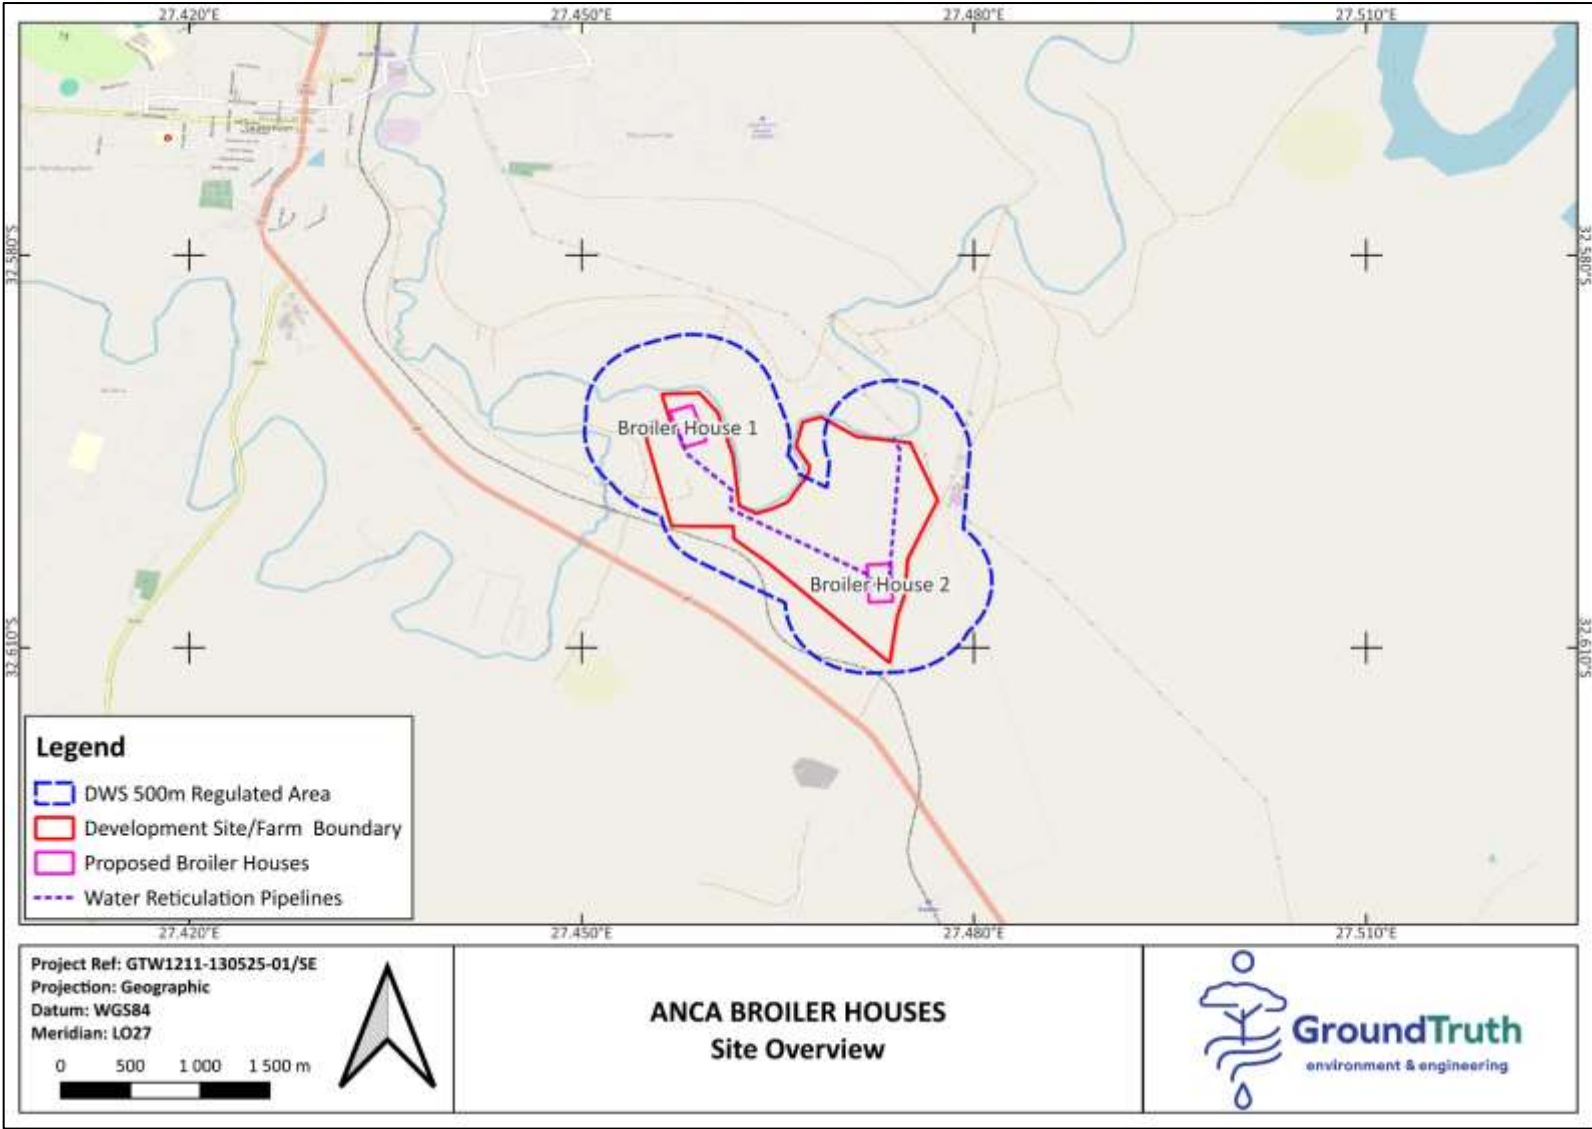 27.420°E 27.450°E 27.480°E 27.510°E
32.580°S 32.580°S
Broiler House 1
Broiler House 2
32.610°S 32.610°S
Legend
DWS 500m Regulated Area
Development Site/Farm Boundary
Proposed Broiler Houses
Water Reticulation Pipelines
27.420°E 27.450°E 27.480°E 27.510°E
Project Ref: GTW1211-130525-01/SE
Projection: Geographic
Datum: WGS84
Meridian: LO27
0 500 1 000 1 500 m
ANCA BROILER HOUSES
Site Overview
GroundTruth
environment & engineering